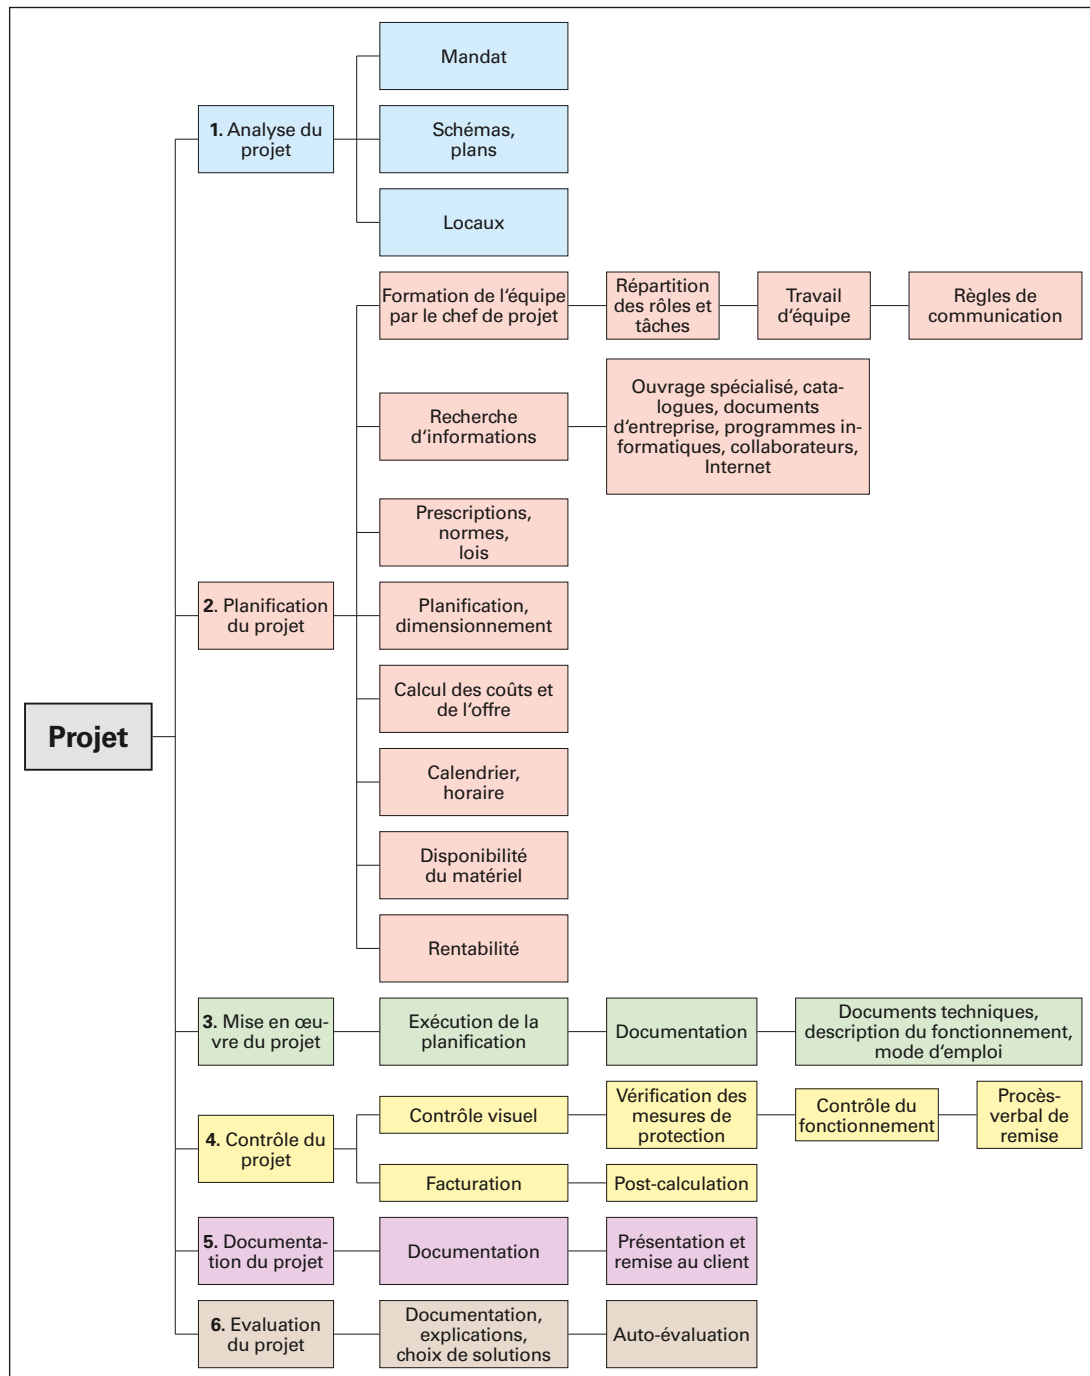 Mandat
1. Analyse du
projet
Schémas,
plans
Locaux
Formation de l‘équipe
par le chef de projet
Répartition
des rôles et
tâches
Travail
d‘équipe
Règles de
communication
Recherche
d‘informations
Ouvrage spécialisé, cata-
logues, documents
d‘entreprise, programmes in-
formatiques, collaborateurs,
Internet
Prescriptions,
normes,
lois
2. Planification
du projet
Planification,
dimensionnement
Calcul des coûts et
de l‘offre
Projet
Calendrier,
horaire
Disponibilité
du matériel
Rentabilité
3. Mise en œu-
vre du projet
Exécution de la
planification
Documentation
Documents techniques,
description du fonctionnement,
mode d‘emploi
4. Contrôle du
projet
Contrôle visuel
Vérification des
mesures de
protection
Contrôle du
fonctionnement
Procès-
verbal de
remise
Facturation
Post-calculation
5. Documenta-
tion du projet
Documentation
Présentation et
remise au client
6. Evaluation
du projet
Documentation,
explications,
choix de solutions
Auto-évaluation